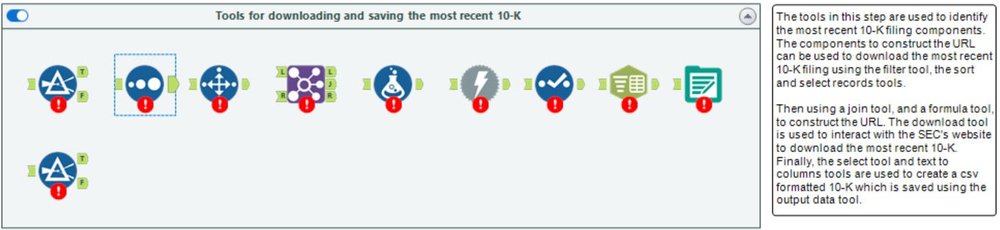 Tools for downloading and saving the most recent 10-K
The tools in this step are used to identify
the most recent 10-K filing components.
The components to construct the URL
can be used to download the most recent
10-K filing using the filter tool, the sort
and select records tools.
Then using a join tool, and a formula tool,
to construct the URL. The download tool
is used to interact with the SEC's website
to download the most recent 10-K.
Finally, the select tool and text to
columns tools are used to create a csv
formatted 10-K which is saved using the
output data tool.
T
F
L
R
L
J
R
T
F